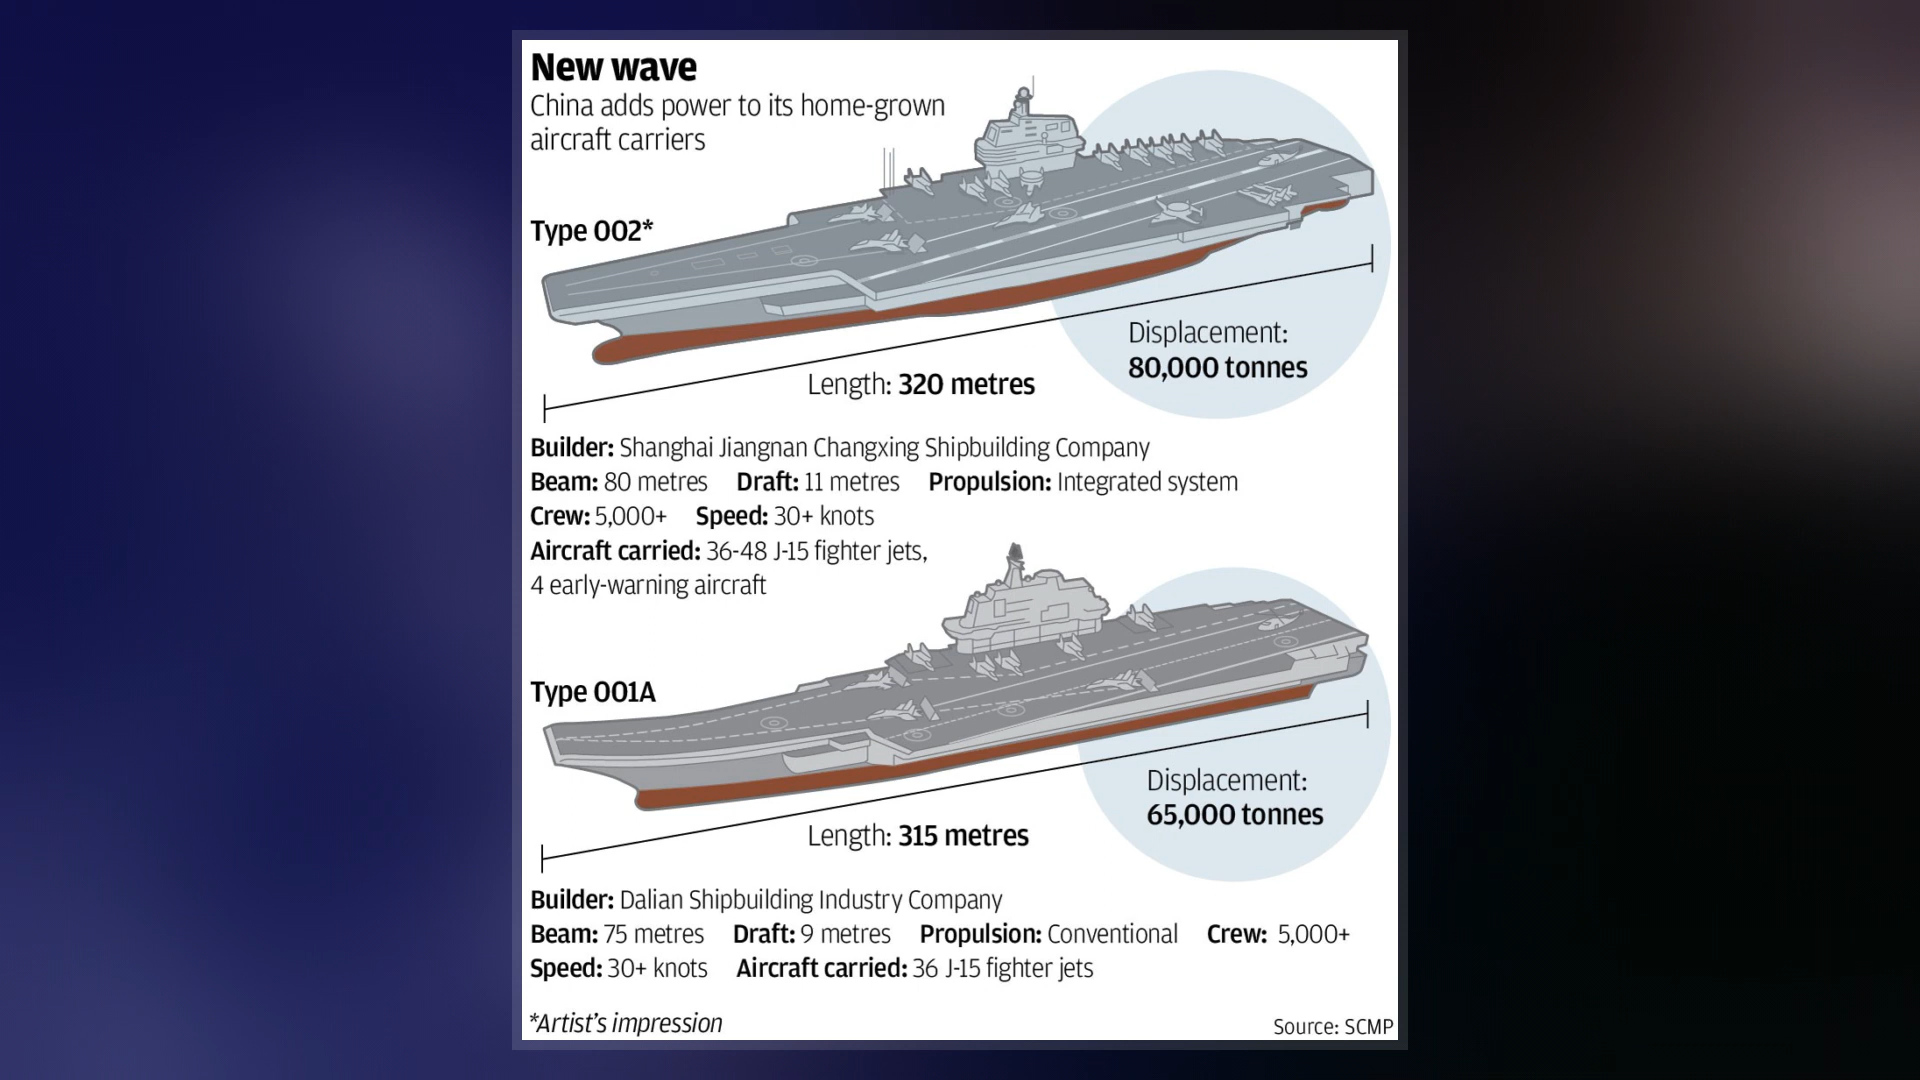 New wave
China adds power to its home-grown
aircraft carriers
Type 002*
Displacement:
80,000 tonnes
Length: 320 metres
Builder: Shanghai Jiangnan Changxing Shipbuilding Company
Beam: 80 metres Draft: 11 metres Propulsion: Integrated system
Crew: 5,000+ Speed: 30+ knots
Aircraft carried: 36-48 J-15 fighter jets,
4 early-warning aircraft
Type 001A
Displacement:
65,000 tonnes
Length: 315 metres
Builder: Dalian Shipbuilding Industry Company
Beam: 75 metres Draft: 9 metres Propulsion: Conventional Crew: 5,000+
Speed: 30+ knots Aircraft carried: 36 J-15 fighter jets
*Artist's impression
Source: SCMP